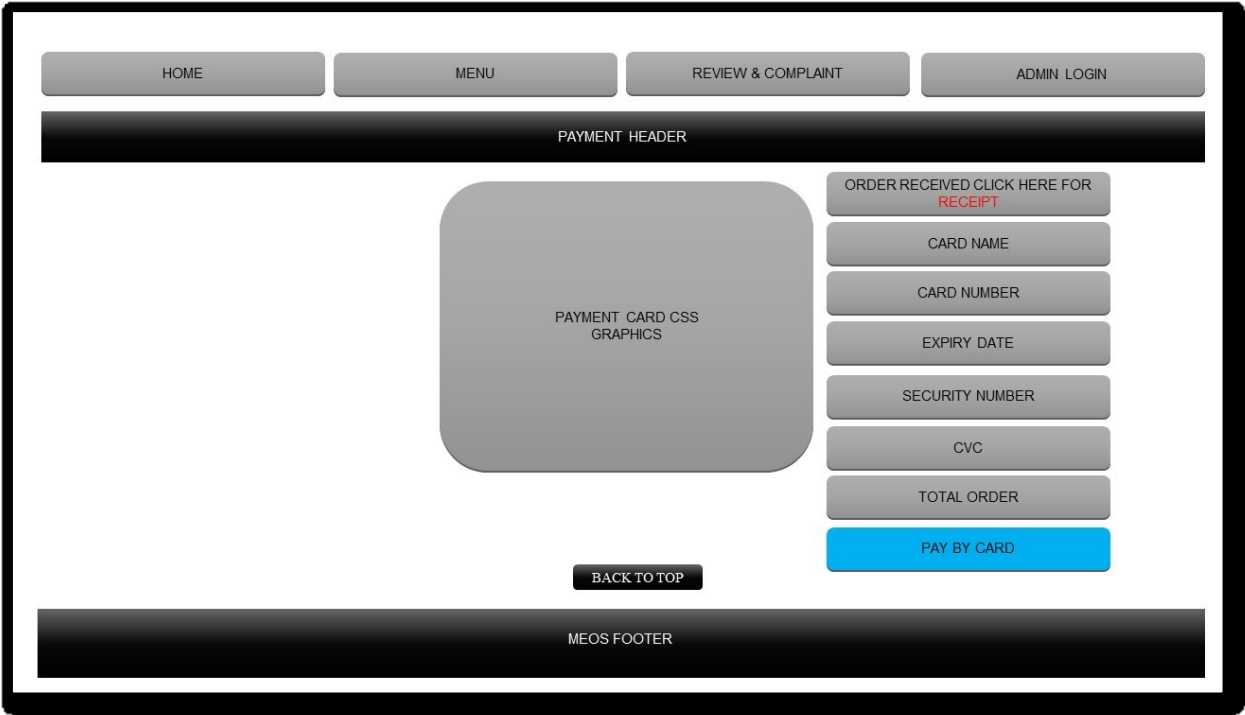 HOME
MENU
REVIEW & COMPLAINT
ADMIN LOGIN
PAYMENT HEADER
PAYMENT CARD CSS
GRAPHICS
ORDER RECEIVED CLICK HERE FOR
RECEIPT
CARD NAME
CARD NUMBER
EXPIRY DATE
SECURITY NUMBER
CVC
TOTAL ORDER
PAY BY CARD
BACK TO TOP
MEOS FOOTER